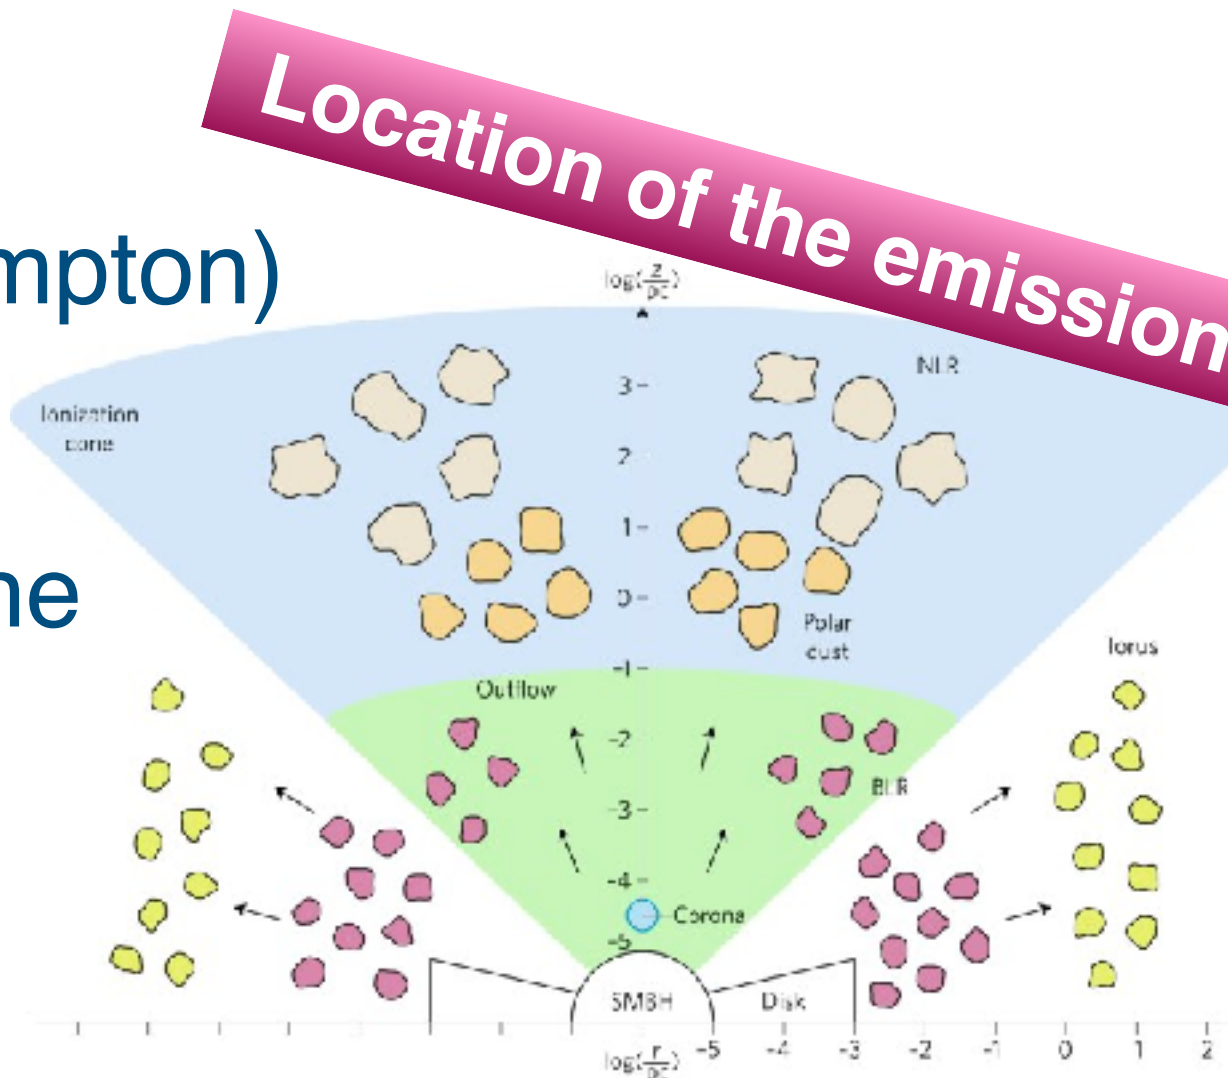 Location of the emission
mpton)
log(z/pc)
3
NLR
Ionization
cone
2
1
ne
0
Polar
dust
Torus
-1
Outflow
-2
BLR
-3
-4
Corona
-5
SMBH
Disk
-5 -4 -3 -2 -1 0 1 2
log(r/pc)